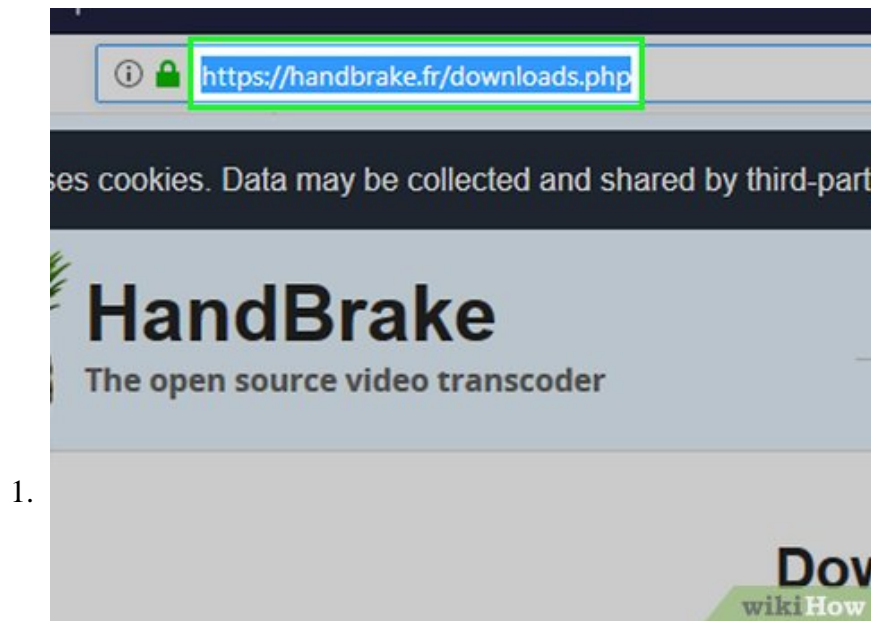 https://handbrake.fr/downloads.php
ses cookies. Data may be collected and shared by third-part
HandBrake
The open source video transcoder
1.
Dov
wikiHow